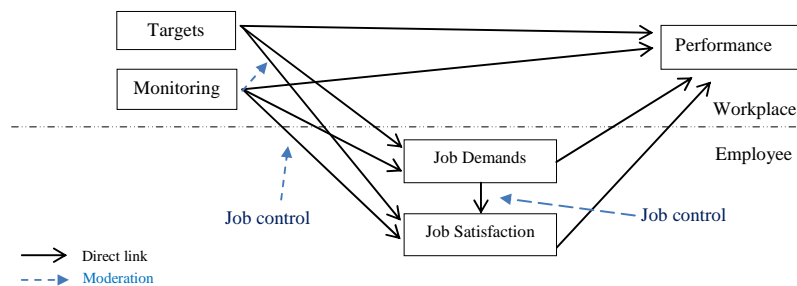 Targets
Performance
Monitoring
Workplace
Employee
Job Demands
Job control
Job control
Job Satisfaction
Direct link
Moderation